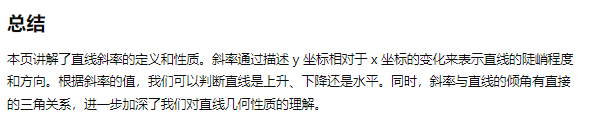 总结
本页讲解了直线斜率的定义和性质。斜率通过描述 y 坐标相对于 x 坐标的变化来表示直线的陡峭程度
和方向。根据斜率的值，我们可以判断直线是上升、下降还是水平。同时，斜率与直线的倾角有直接
的三角关系，进一步加深了我们对直线几何性质的理解。